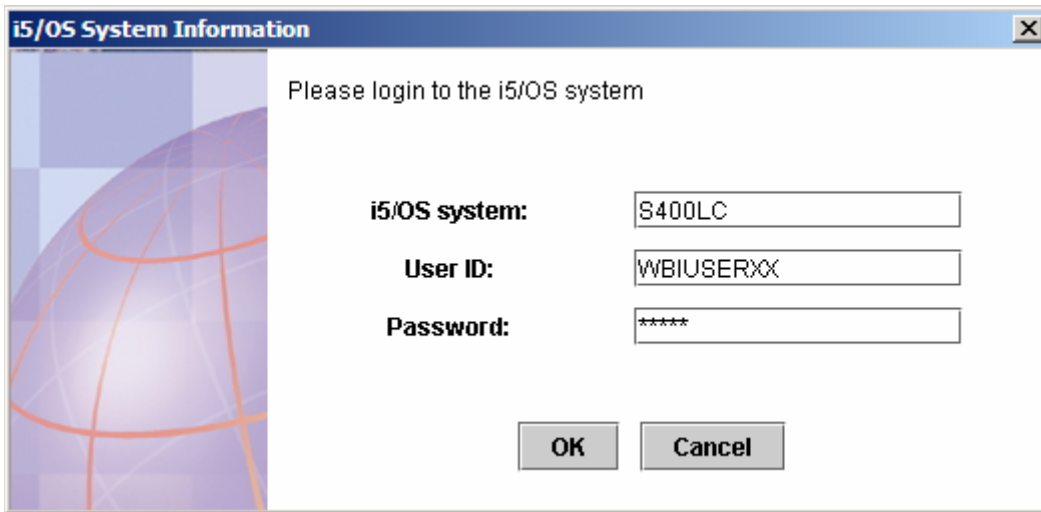 i5/OS System Information
Please login to the i5/OS system
i5/OS system: S400LC
User ID: WBIUSERXX
Password: *****
OK Cancel